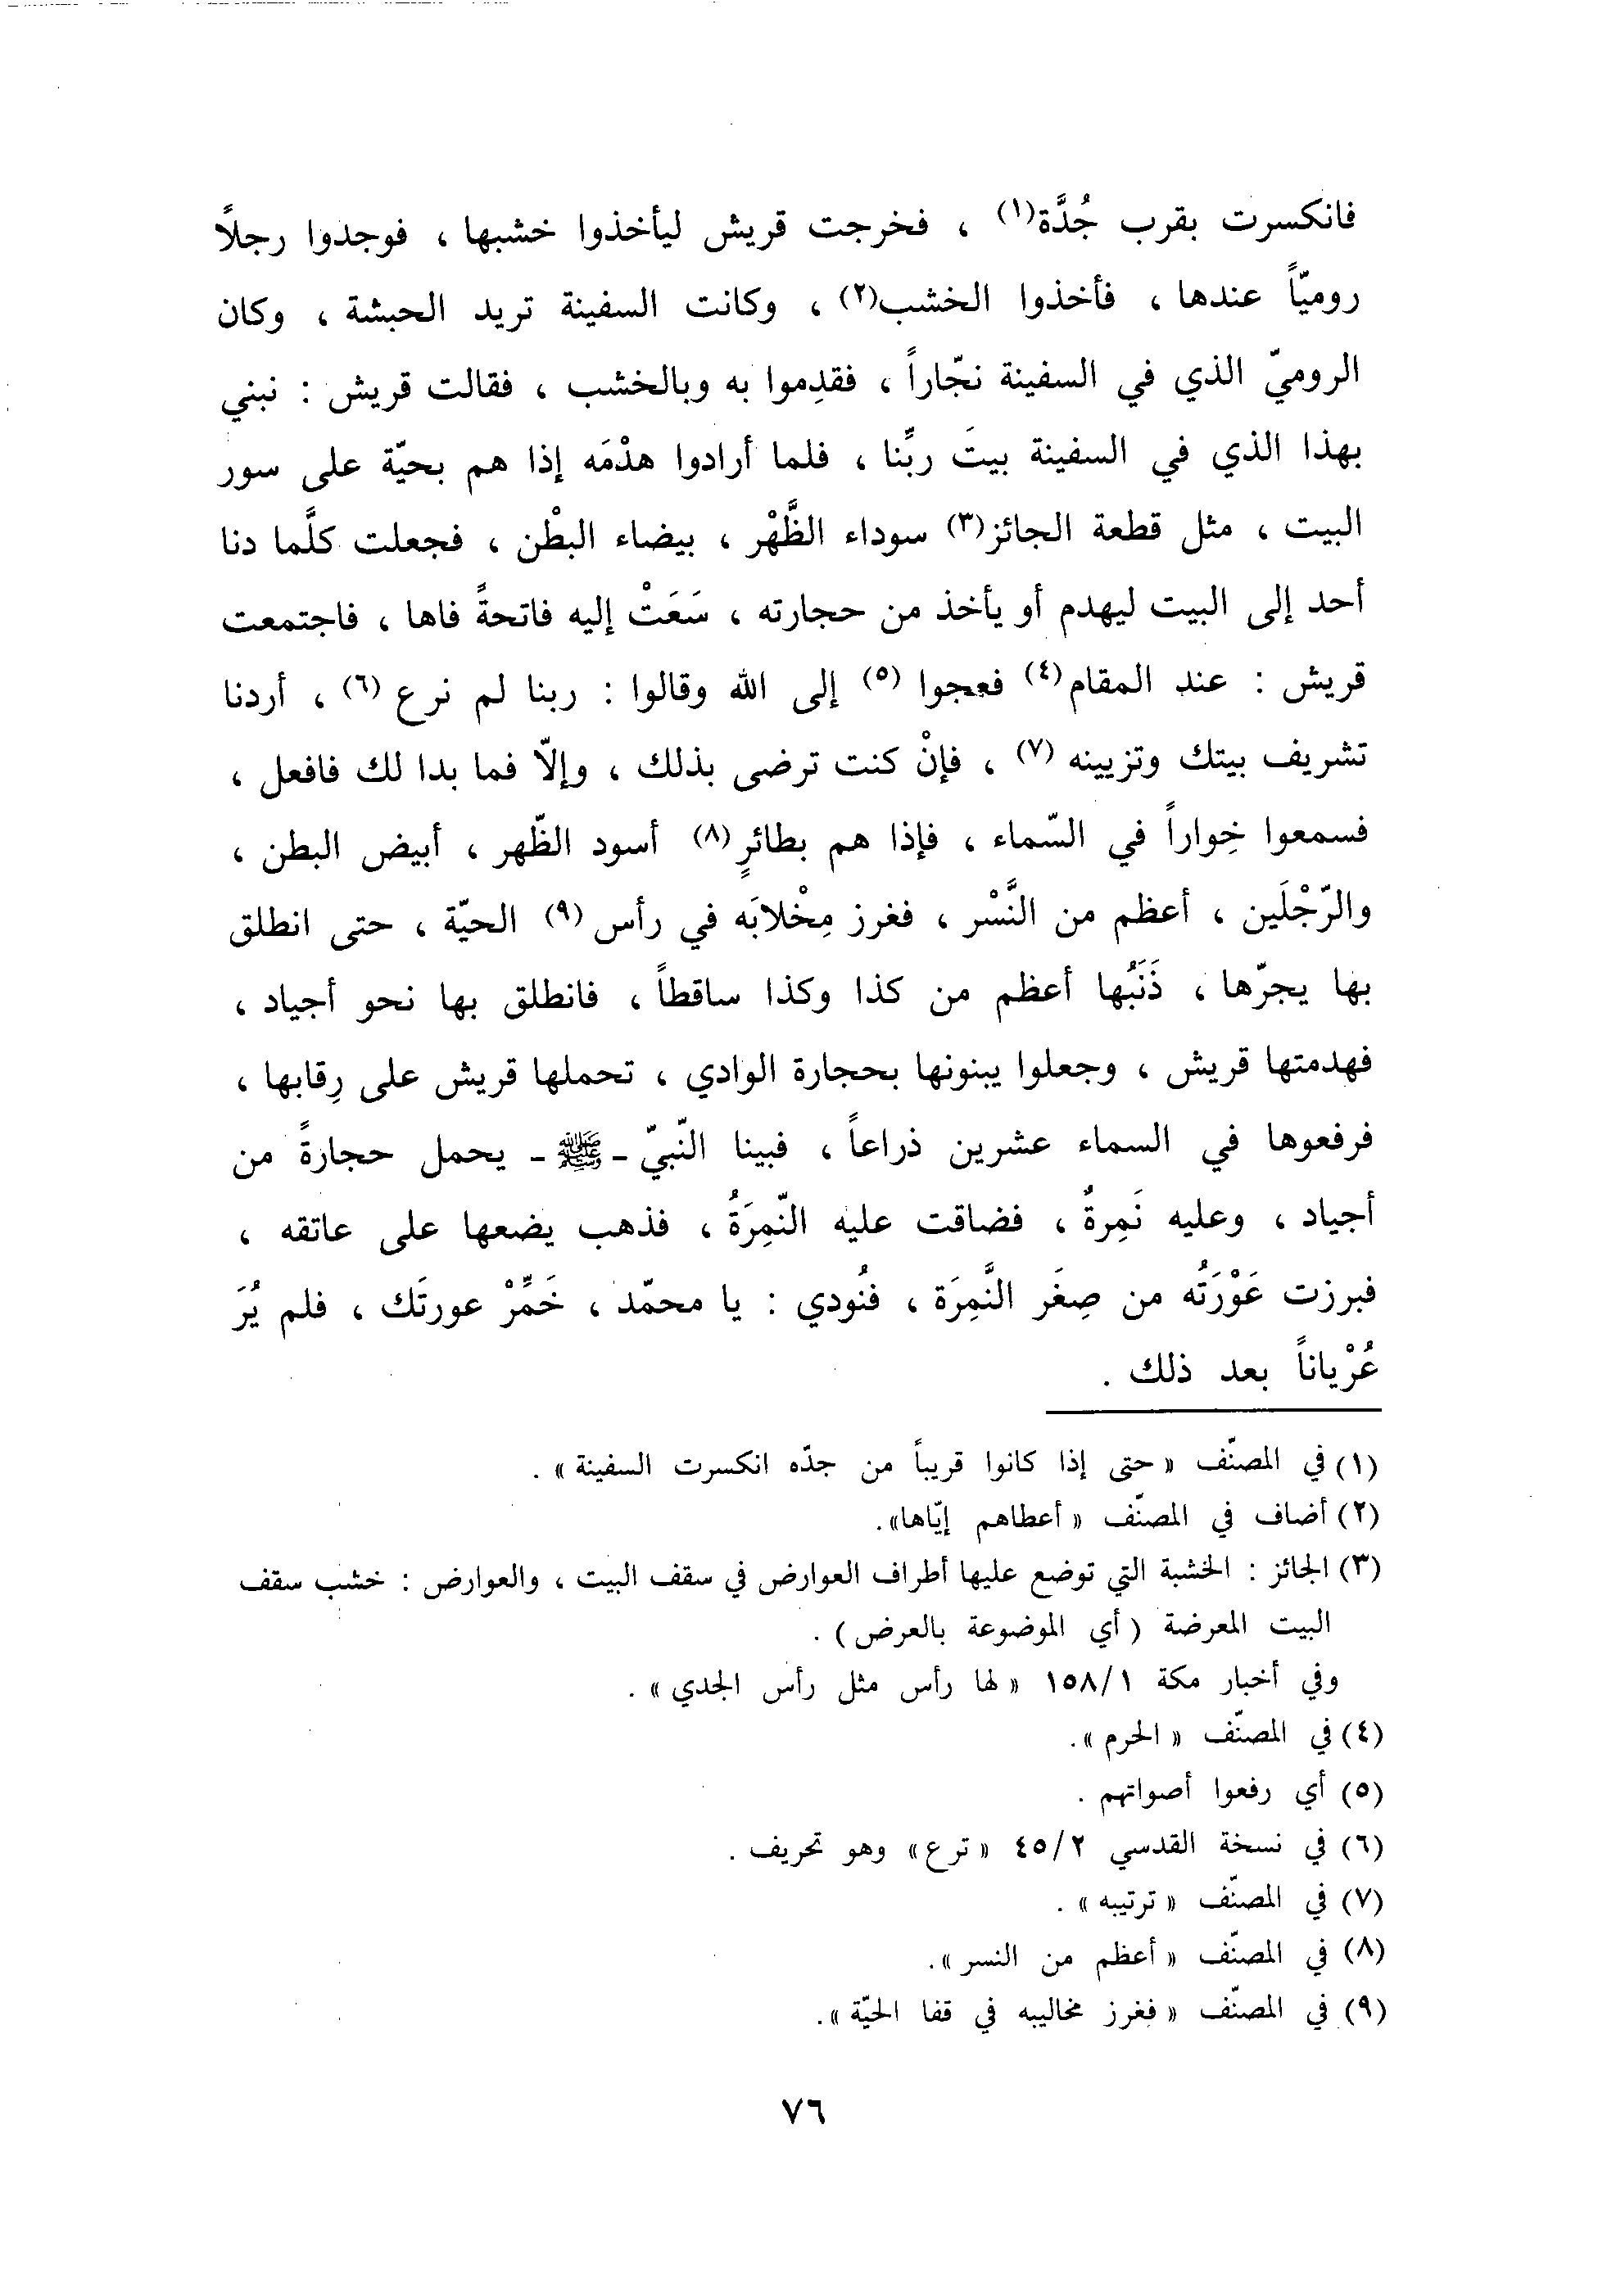 فانكسرت بقرب جُدَّة(١) ، فخرجت قريش ليأخذوا خشبها ، فوجدوا رجلاً
روميّاً عندها ، فأخذوا الخشب(٢) ، وكانت السفينة تريد الحبشة ، وكان
الروميّ الذي في السفينة نجّاراً ، فقدِموا به وبالخشب ، فقالت قريش : نبني
بهذا الذي في السفينة بيتَ ربِّنا ، فلما أرادوا هدْمَه إذا هم بحيّة على سور
البيت ، مثل قطعة الجائز(٣) سوداء الظَّهْر ، بيضاء البطْن ، فجعلت كلَّما دنا
أحد إلى البيت ليهدم أو يأخذ من حجارته ، سَعَتْ إليه فاتحةً فاها ، فاجتمعت
قريش : عند المقام(٤) فعجوا (٥) إلى الله وقالوا : ربنا لم نرع (٦) ، أردنا
تشريف بيتك وتزيينه (٧) ، فإنْ كنت ترضى بذلك ، وإلاّ فما بدا لك فافعل ،
فسمعوا خِواراً في السّماء ، فإذا هم بطائرٍ(٨) أسود الظّهر ، أبيض البطن ،
والرّجْلَين ، أعظم من النَّسْر ، فغرز مِخْلابَه في رأس (٩) الحيّة ، حتى انطلق
بها يجرّها ، ذَنَبُها أعظم من كذا وكذا ساقطاً ، فانطلق بها نحو أجياد ،
فهدمتها قريش ، وجعلوا يبنونها بحجارة الوادي ، تحملها قريش على رِقابها ،
فرفعوها في السماء عشرين ذراعاً ، فبينا النّبيّ ـ ﷺ ـ يحمل حجارةً من
أجياد ، وعليه نَمِرةٌ ، فضاقت عليه النّمِرَةُ ، فذهب يضعها على عاتقه ،
فبرزت عَوْرَتُه من صِغَر النَّمِرَة ، فنُودي : يا محمّد ، خَمِّرْ عورتَك ، فلم يُرَ
عُرْياناً بعد ذلك .
(١) في المصنّف « حتى إذا كانوا قريباً من جدّه انكسرت السفينة » .
(٢) أضاف في المصنّف « أعطاهم إيّاها».
(٣) الجائز : الخشبة التي توضع عليها أطراف العوارض في سقف البيت ، والعوارض : خشب سقف
البيت المعرضة ( أي الموضوعة بالعرض ) .
وفي أخبار مكة ١٥٨/١ « لها رأس مثل رأس الجدي » .
(٤) في المصنّف « الحرم ».
(٥) أي رفعوا أصواتهم .
(٦) في نسخة القدسي ٤٥/٢ « ترع » وهو تحريف .
(٧) في المصنّف « ترتيبه » .
(٨) في المصنّف « أعظم من النسر ».
(٩) في المصنّف « فغرز مخاليبه في قفا الحيّة ».
٧٦